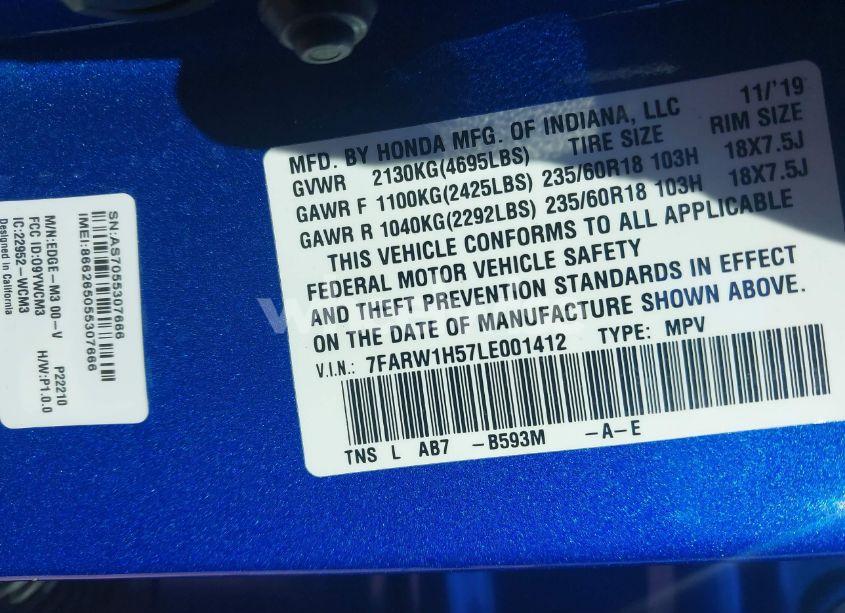 MFD. BY HONDA MFG. OF INDIANA, LLC 11/'19
GVWR 2130KG(4695LBS) TIRE SIZE RIM SIZE
GAWR F 1100KG(2425LBS) 235/60R18 103H 18X7.5J
GAWR R 1040KG(2292LBS) 235/60R18 103H 18X7.5J
THIS VEHICLE CONFORMS TO ALL APPLICABLE
FEDERAL MOTOR VEHICLE SAFETY
AND THEFT PREVENTION STANDARDS IN EFFECT
ON THE DATE OF MANUFACTURE SHOWN ABOVE.
V.I.N.: 7FARW1H57LE001412 TYPE: MPV
TNS L AB7 -B593M -A-E
SN:AS7055307666
IMEI:866265055307666
M/N:EDGE-M3 00-V P22210
FCC ID:O9YWCM3 H/W:P1.0.0
IC:22952-WCM3
Designed in California